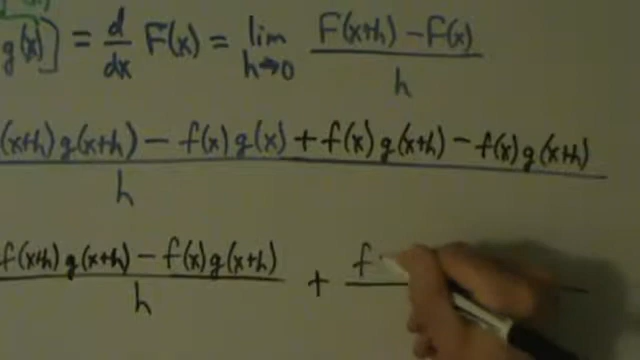 g(x)] = d/dx F(x) = lim h→0 F(x+h) - F(x) / h
(x+h) g(x+h) - f(x) g(x) + f(x) g(x+h) - f(x) g(x+h) / h
f(x+h) g(x+h) - f(x) g(x+h) / h + f